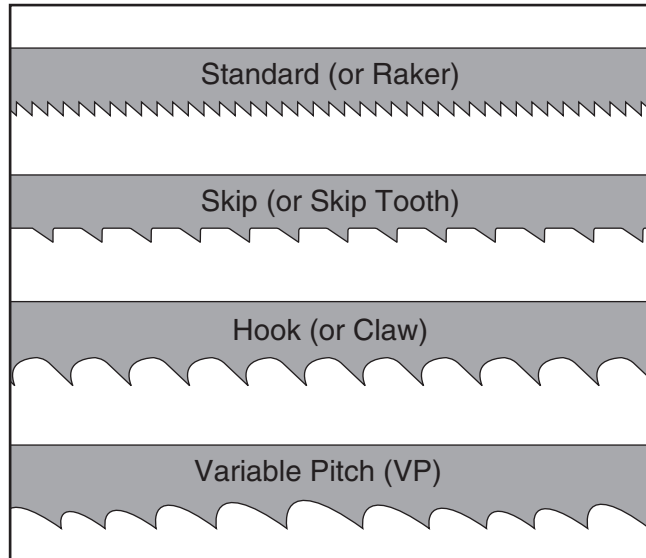 Standard (or Raker)
Skip (or Skip Tooth)
Hook (or Claw)
Variable Pitch (VP)